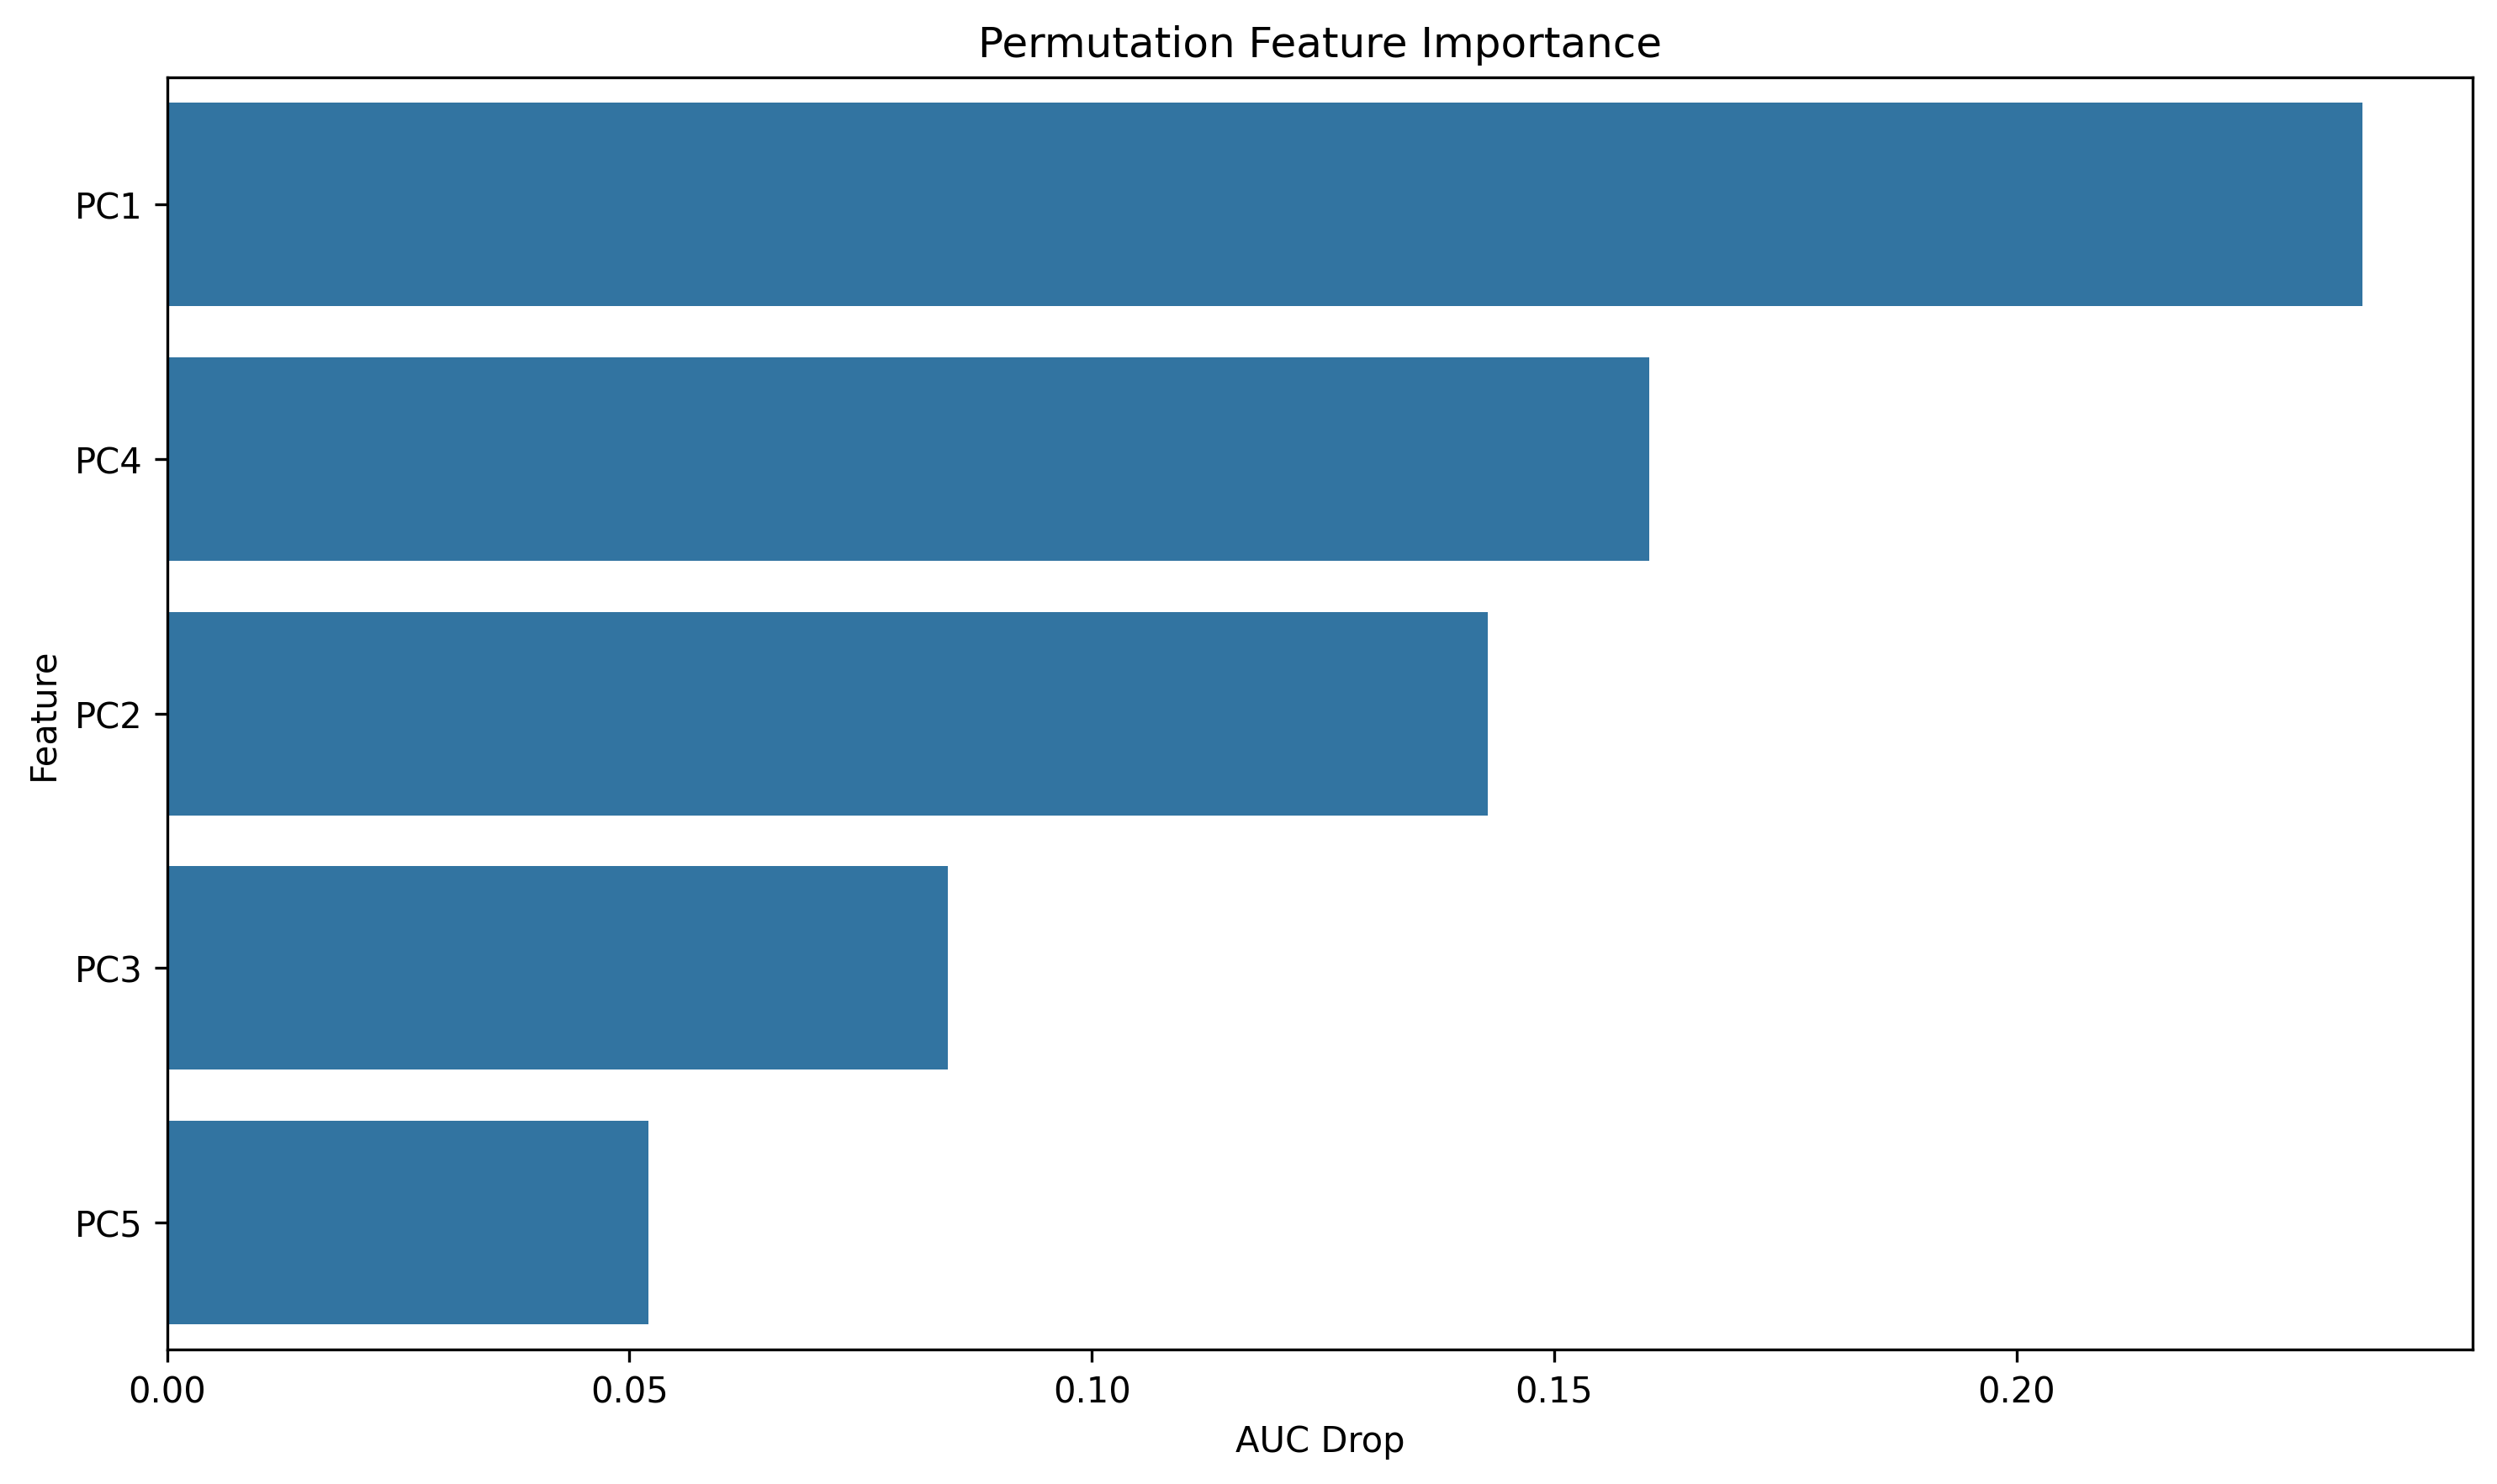 Permutation Feature Importance
PC1
PC4
PC2
PC3
PC5
Feature
0.00 0.05 0.10 0.15 0.20
AUC Drop